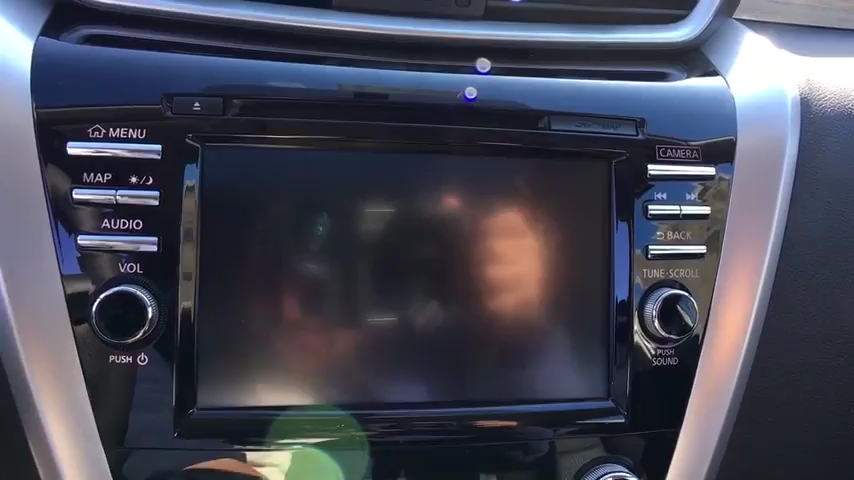 MENU
MAP
AUDIO
VOL
PUSH
CAMERA
BACK
TUNE·SCROLL
PUSH
SOUND